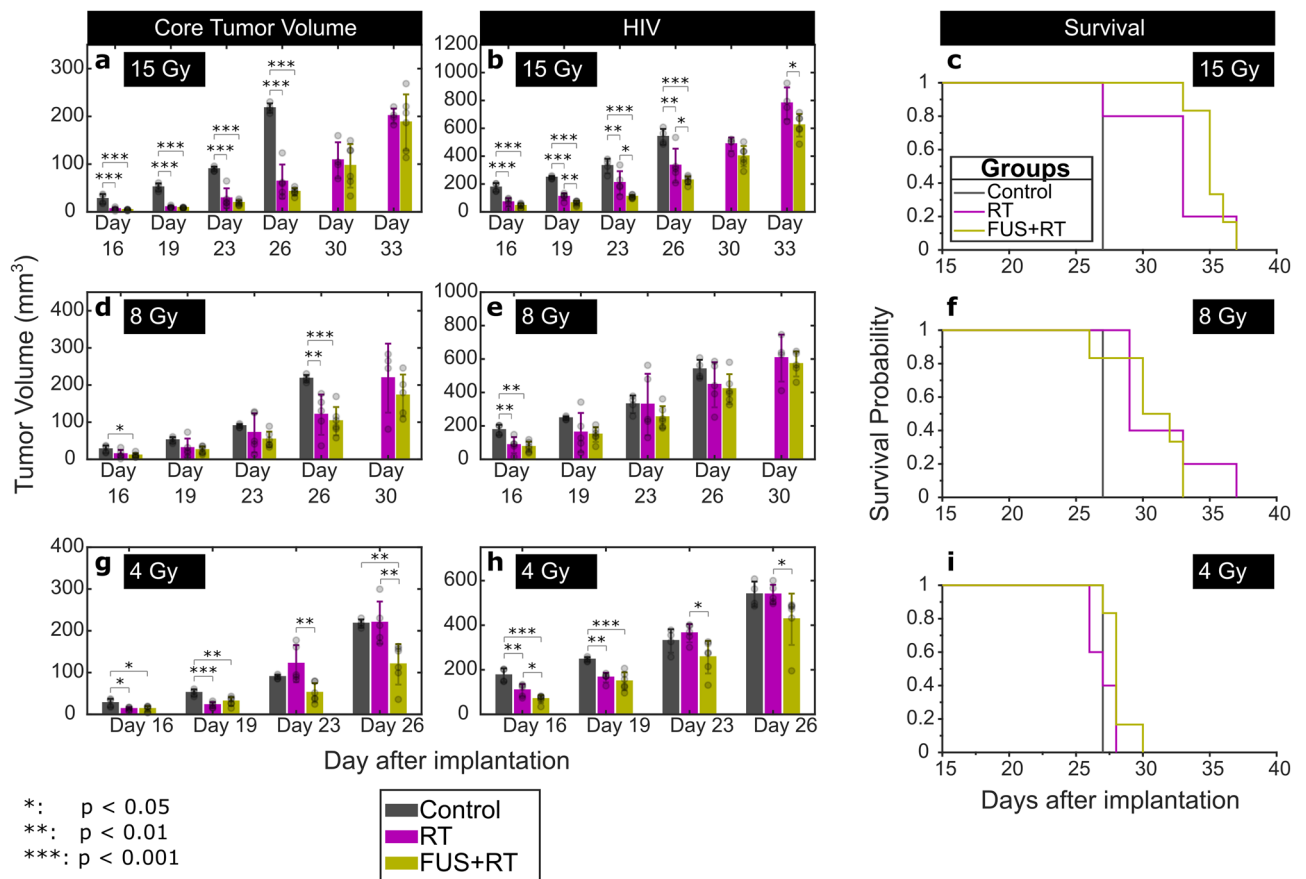 Core Tumor Volume
HIV
Survival
a
15 Gy
300
200
100
0
*** *** *** *** *** *** *** ***
Day Day Day Day Day Day
16 19 23 26 30 33
b
15 Gy
1200
1000
800
600
400
200
0
*** *** *** *** *** ** *** ** * *** ** * *
Day Day Day Day Day Day
16 19 23 26 30 33
c
15 Gy
1
0.8
0.6
0.4
0.2
0
Groups
Control
RT
FUS+RT
15 20 25 30 35 40
Tumor Volume (mm³)
d
8 Gy
300
200
100
0
* *** **
Day Day Day Day Day
16 19 23 26 30
e
8 Gy
1000
800
600
400
200
0
** **
Day Day Day Day Day
16 19 23 26 30
Survival Probability
f
8 Gy
1
0.8
0.6
0.4
0.2
0
15 20 25 30 35 40
g
4 Gy
400
300
200
100
0
* * ** *** ** ** **
Day 16 Day 19 Day 23 Day 26
h
4 Gy
600
400
200
0
*** ** * *** ** * *
Day 16 Day 19 Day 23 Day 26
i
4 Gy
1
0.8
0.6
0.4
0.2
0
15 20 25 30 35 40
Day after implantation
Days after implantation
*: p < 0.05
**: p < 0.01
***: p < 0.001
Control
RT
FUS+RT